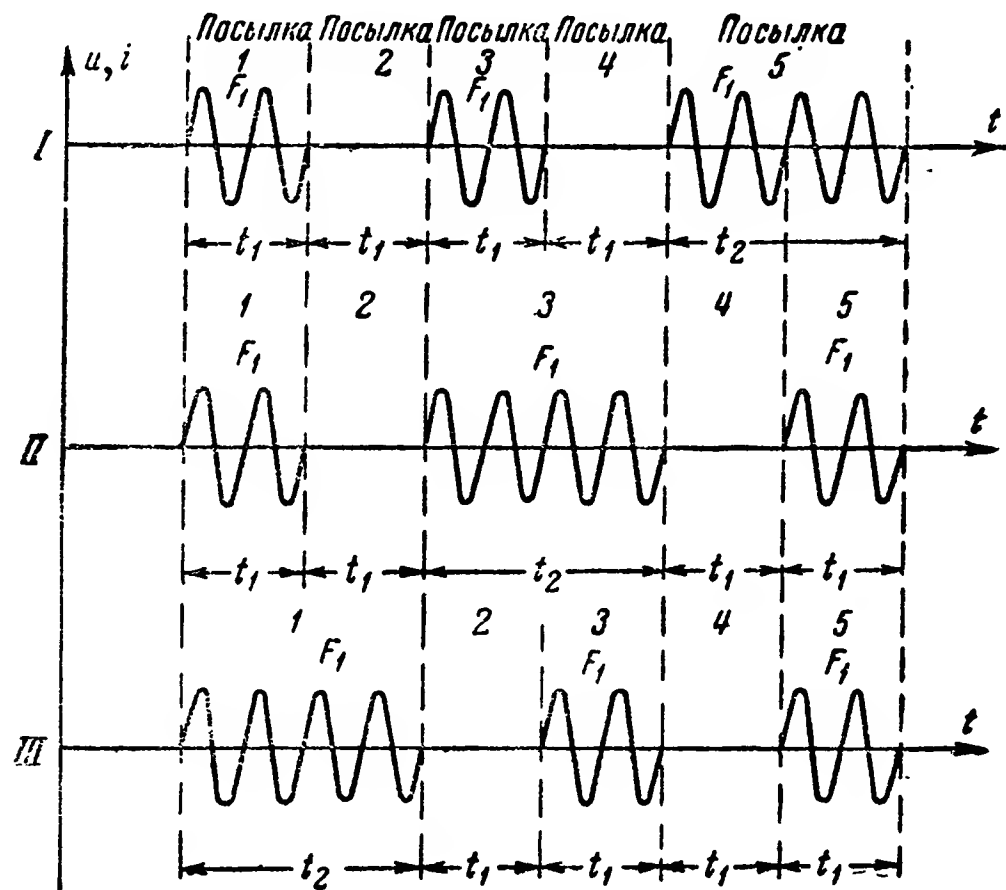 Посылка Посылка Посылка Посылка Посылка
1 2 3 4 5
u, i
F₁ F₁ F₁
I
t
t₁ t₁ t₁ t₁ t₂
1 2 3 4 5
F₁ F₁ F₁
II
t
t₁ t₁ t₂ t₁ t₁
1 2 3 4 5
F₁ F₁ F₁
III
t
t₂ t₁ t₁ t₁ t₁